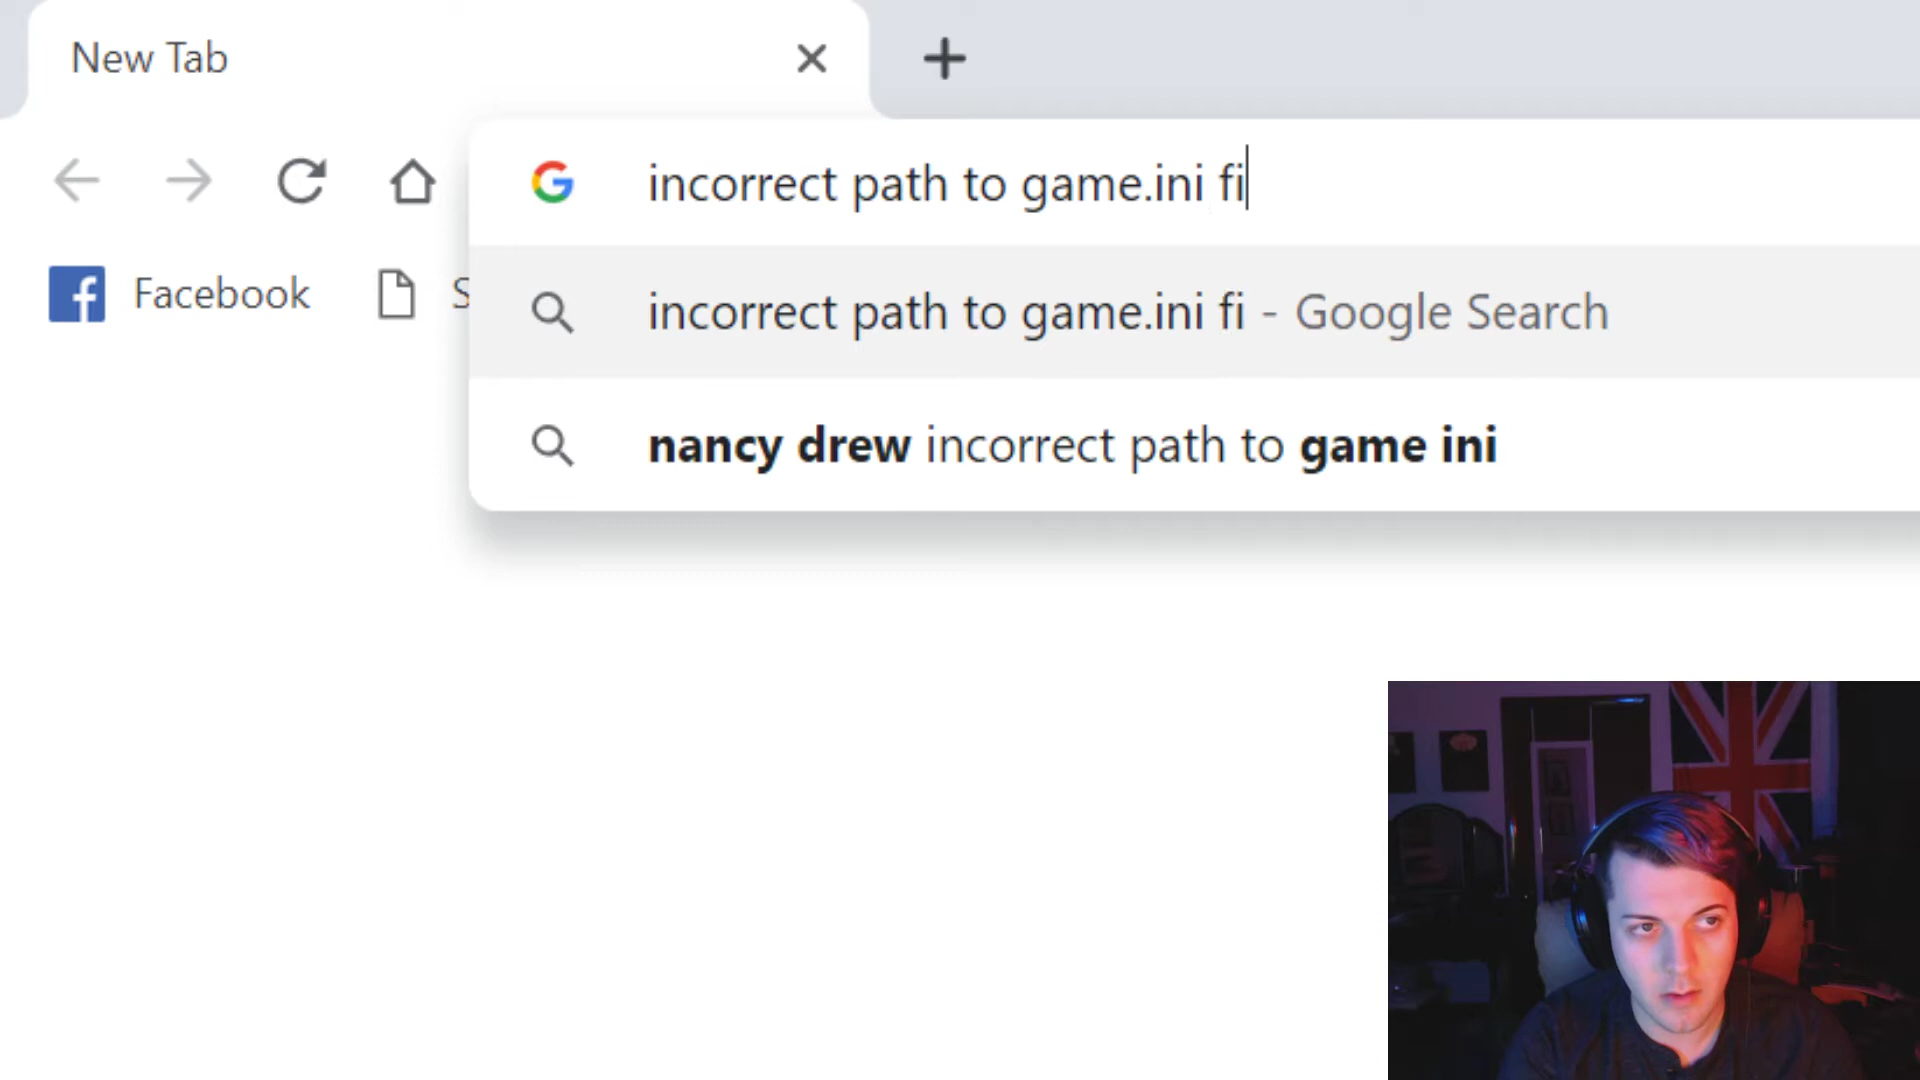 New Tab
incorrect path to game.ini fi
Facebook
S
incorrect path to game.ini fi - Google Search
nancy drew incorrect path to game ini